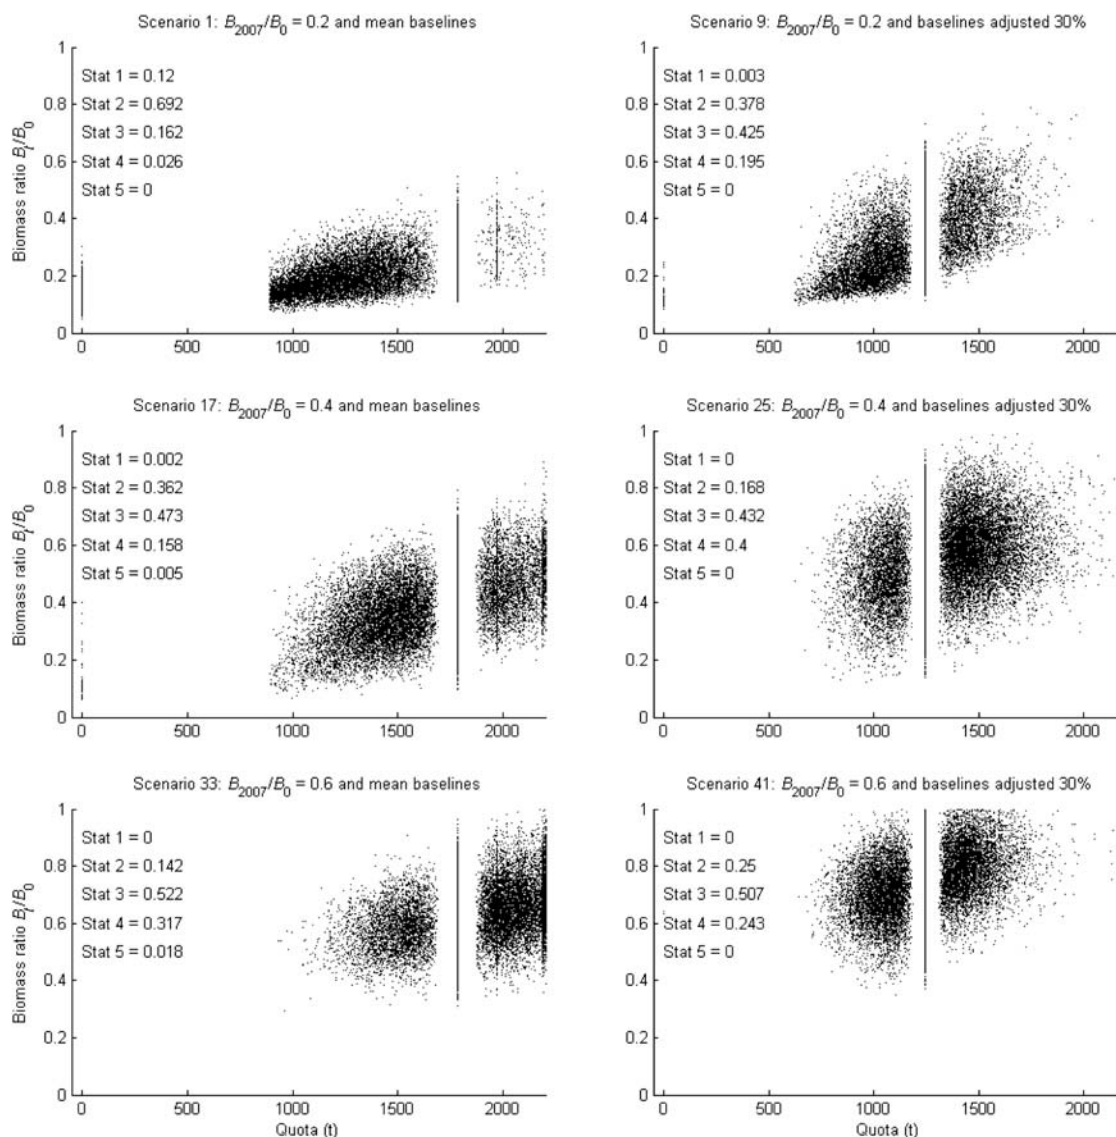 Scenario 1: B2007/B0 = 0.2 and mean baselines
1
Stat 1 = 0.12
0.8
Stat 2 = 0.692
Stat 3 = 0.162
0.6
Stat 4 = 0.026
Stat 5 = 0
0.4
0.2
0
Biomass ratio Bt/B0
0 500 1000 1500 2000
Scenario 9: B2007/B0 = 0.2 and baselines adjusted 30%
1
Stat 1 = 0.003
0.8
Stat 2 = 0.378
Stat 3 = 0.425
0.6
Stat 4 = 0.195
Stat 5 = 0
0.4
0.2
0
0 500 1000 1500 2000
Scenario 17: B2007/B0 = 0.4 and mean baselines
1
Stat 1 = 0.002
0.8
Stat 2 = 0.362
Stat 3 = 0.473
0.6
Stat 4 = 0.158
Stat 5 = 0.005
0.4
0.2
0
Biomass ratio Bt/B0
0 500 1000 1500 2000
Scenario 25: B2007/B0 = 0.4 and baselines adjusted 30%
1
Stat 1 = 0
0.8
Stat 2 = 0.168
Stat 3 = 0.432
0.6
Stat 4 = 0.4
Stat 5 = 0
0.4
0.2
0
0 500 1000 1500 2000
Scenario 33: B2007/B0 = 0.6 and mean baselines
1
Stat 1 = 0
0.8
Stat 2 = 0.142
Stat 3 = 0.522
0.6
Stat 4 = 0.317
Stat 5 = 0.018
0.4
0.2
0
Biomass ratio Bt/B0
0 500 1000 1500 2000
Quota (t)
Scenario 41: B2007/B0 = 0.6 and baselines adjusted 30%
1
Stat 1 = 0
0.8
Stat 2 = 0.25
Stat 3 = 0.507
0.6
Stat 4 = 0.243
Stat 5 = 0
0.4
0.2
0
0 500 1000 1500 2000
Quota (t)